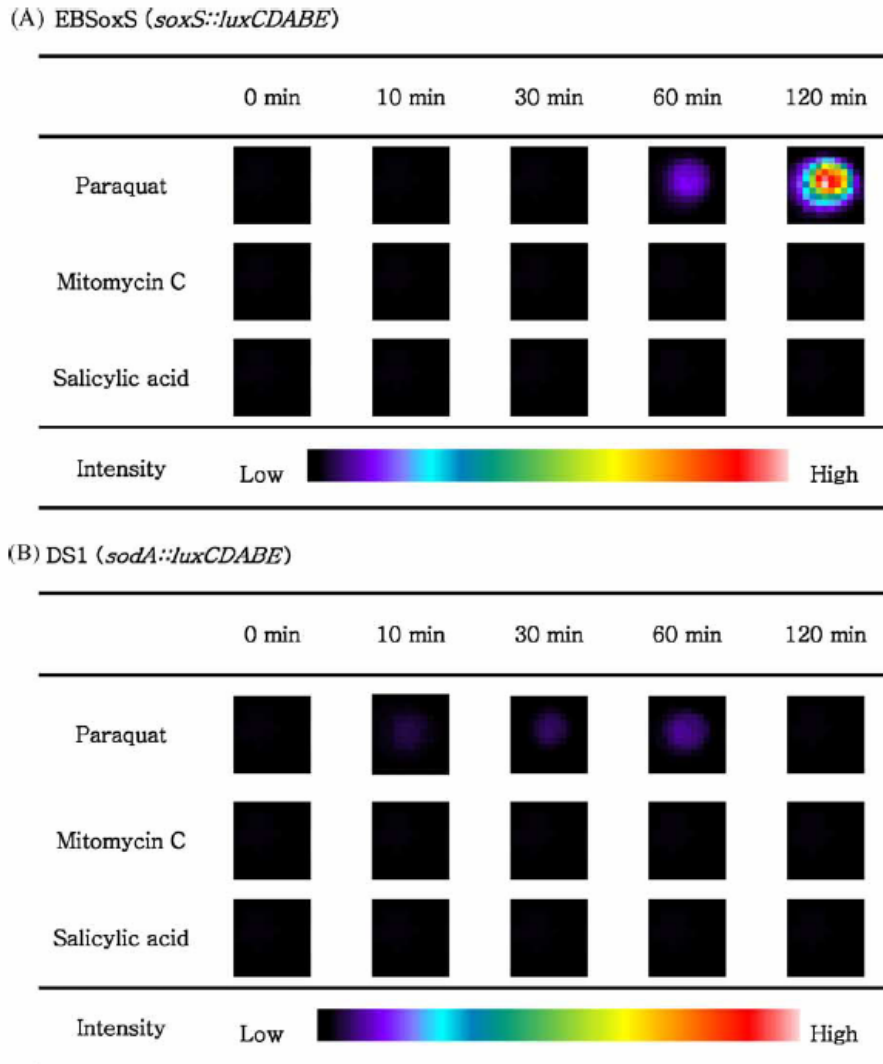 (A) EBSoxS (soxS::luxCDABE)
0 min 10 min 30 min 60 min 120 min
Paraquat
Mitomycin C
Salicylic acid
Intensity Low High
(B) DS1 (sodA::luxCDABE)
0 min 10 min 30 min 60 min 120 min
Paraquat
Mitomycin C
Salicylic acid
Intensity Low High